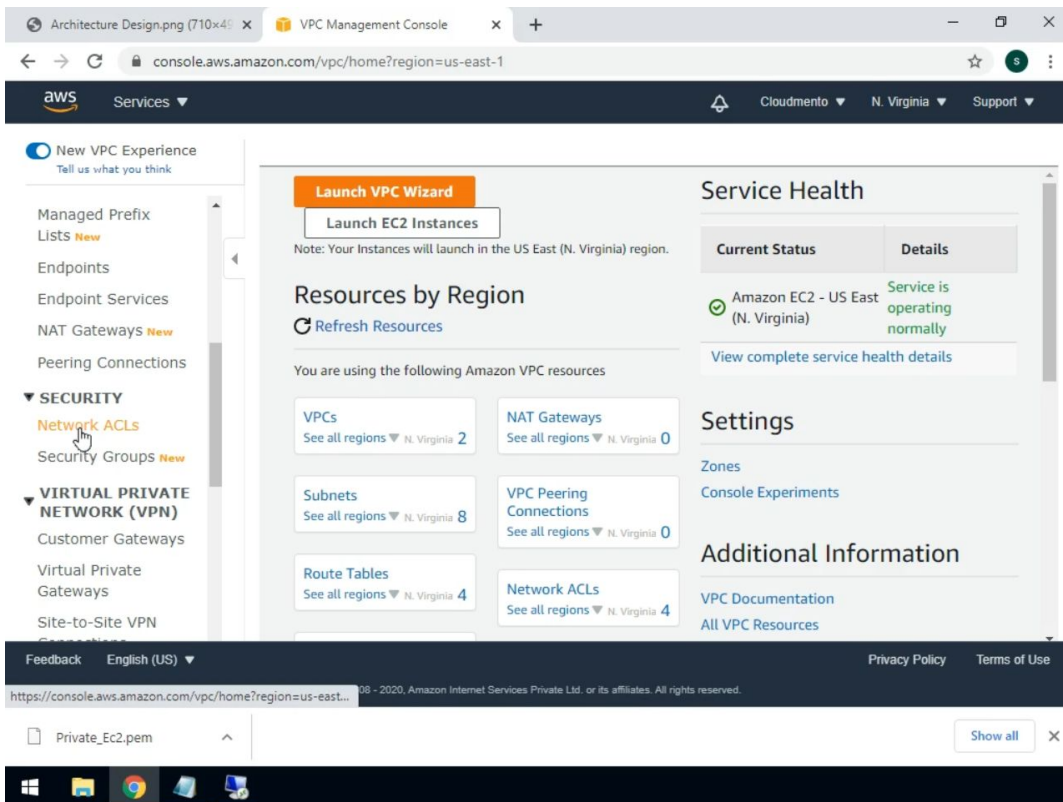 Architecture Design.png (710×49
VPC Management Console
console.aws.amazon.com/vpc/home?region=us-east-1
S
aws
Services ▼
Cloudmento ▼
N. Virginia ▼
Support ▼
New VPC Experience
Tell us what you think
Managed Prefix
Lists New
Endpoints
Endpoint Services
NAT Gateways New
Peering Connections
▼ SECURITY
Network ACLs
Security Groups New
▼ VIRTUAL PRIVATE
NETWORK (VPN)
Customer Gateways
Virtual Private
Gateways
Site-to-Site VPN
Connections
Launch VPC Wizard
Launch EC2 Instances
Note: Your Instances will launch in the US East (N. Virginia) region.
Resources by Region
Refresh Resources
You are using the following Amazon VPC resources
VPCs
See all regions ▼ N. Virginia 2
NAT Gateways
See all regions ▼ N. Virginia 0
Subnets
See all regions ▼ N. Virginia 8
VPC Peering
Connections
See all regions ▼ N. Virginia 0
Route Tables
See all regions ▼ N. Virginia 4
Network ACLs
See all regions ▼ N. Virginia 4
Service Health
Current Status
Details
Amazon EC2 - US East
(N. Virginia)
Service is
operating
normally
View complete service health details
Settings
Zones
Console Experiments
Additional Information
VPC Documentation
All VPC Resources
Feedback
English (US) ▼
Privacy Policy
Terms of Use
https://console.aws.amazon.com/vpc/home?region=us-east...
08 - 2020, Amazon Internet Services Private Ltd. or its affiliates. All rights reserved.
Private_Ec2.pem
Show all